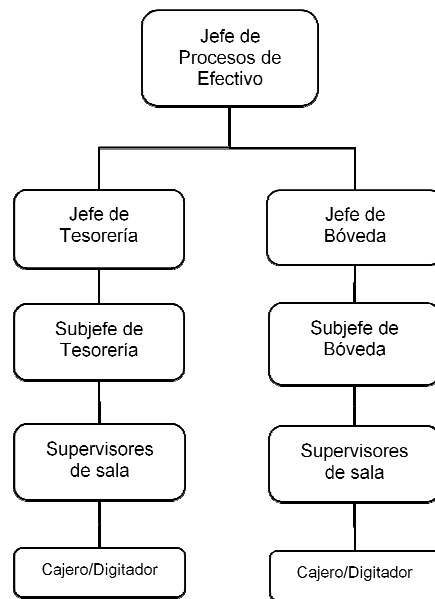 Jefe de
Procesos de
Efectivo
Jefe de
Tesorería
Jefe de
Bóveda
Subjefe de
Tesorería
Subjefe de
Bóveda
Supervisores
de sala
Supervisores
de sala
Cajero/Digitador
Cajero/Digitador